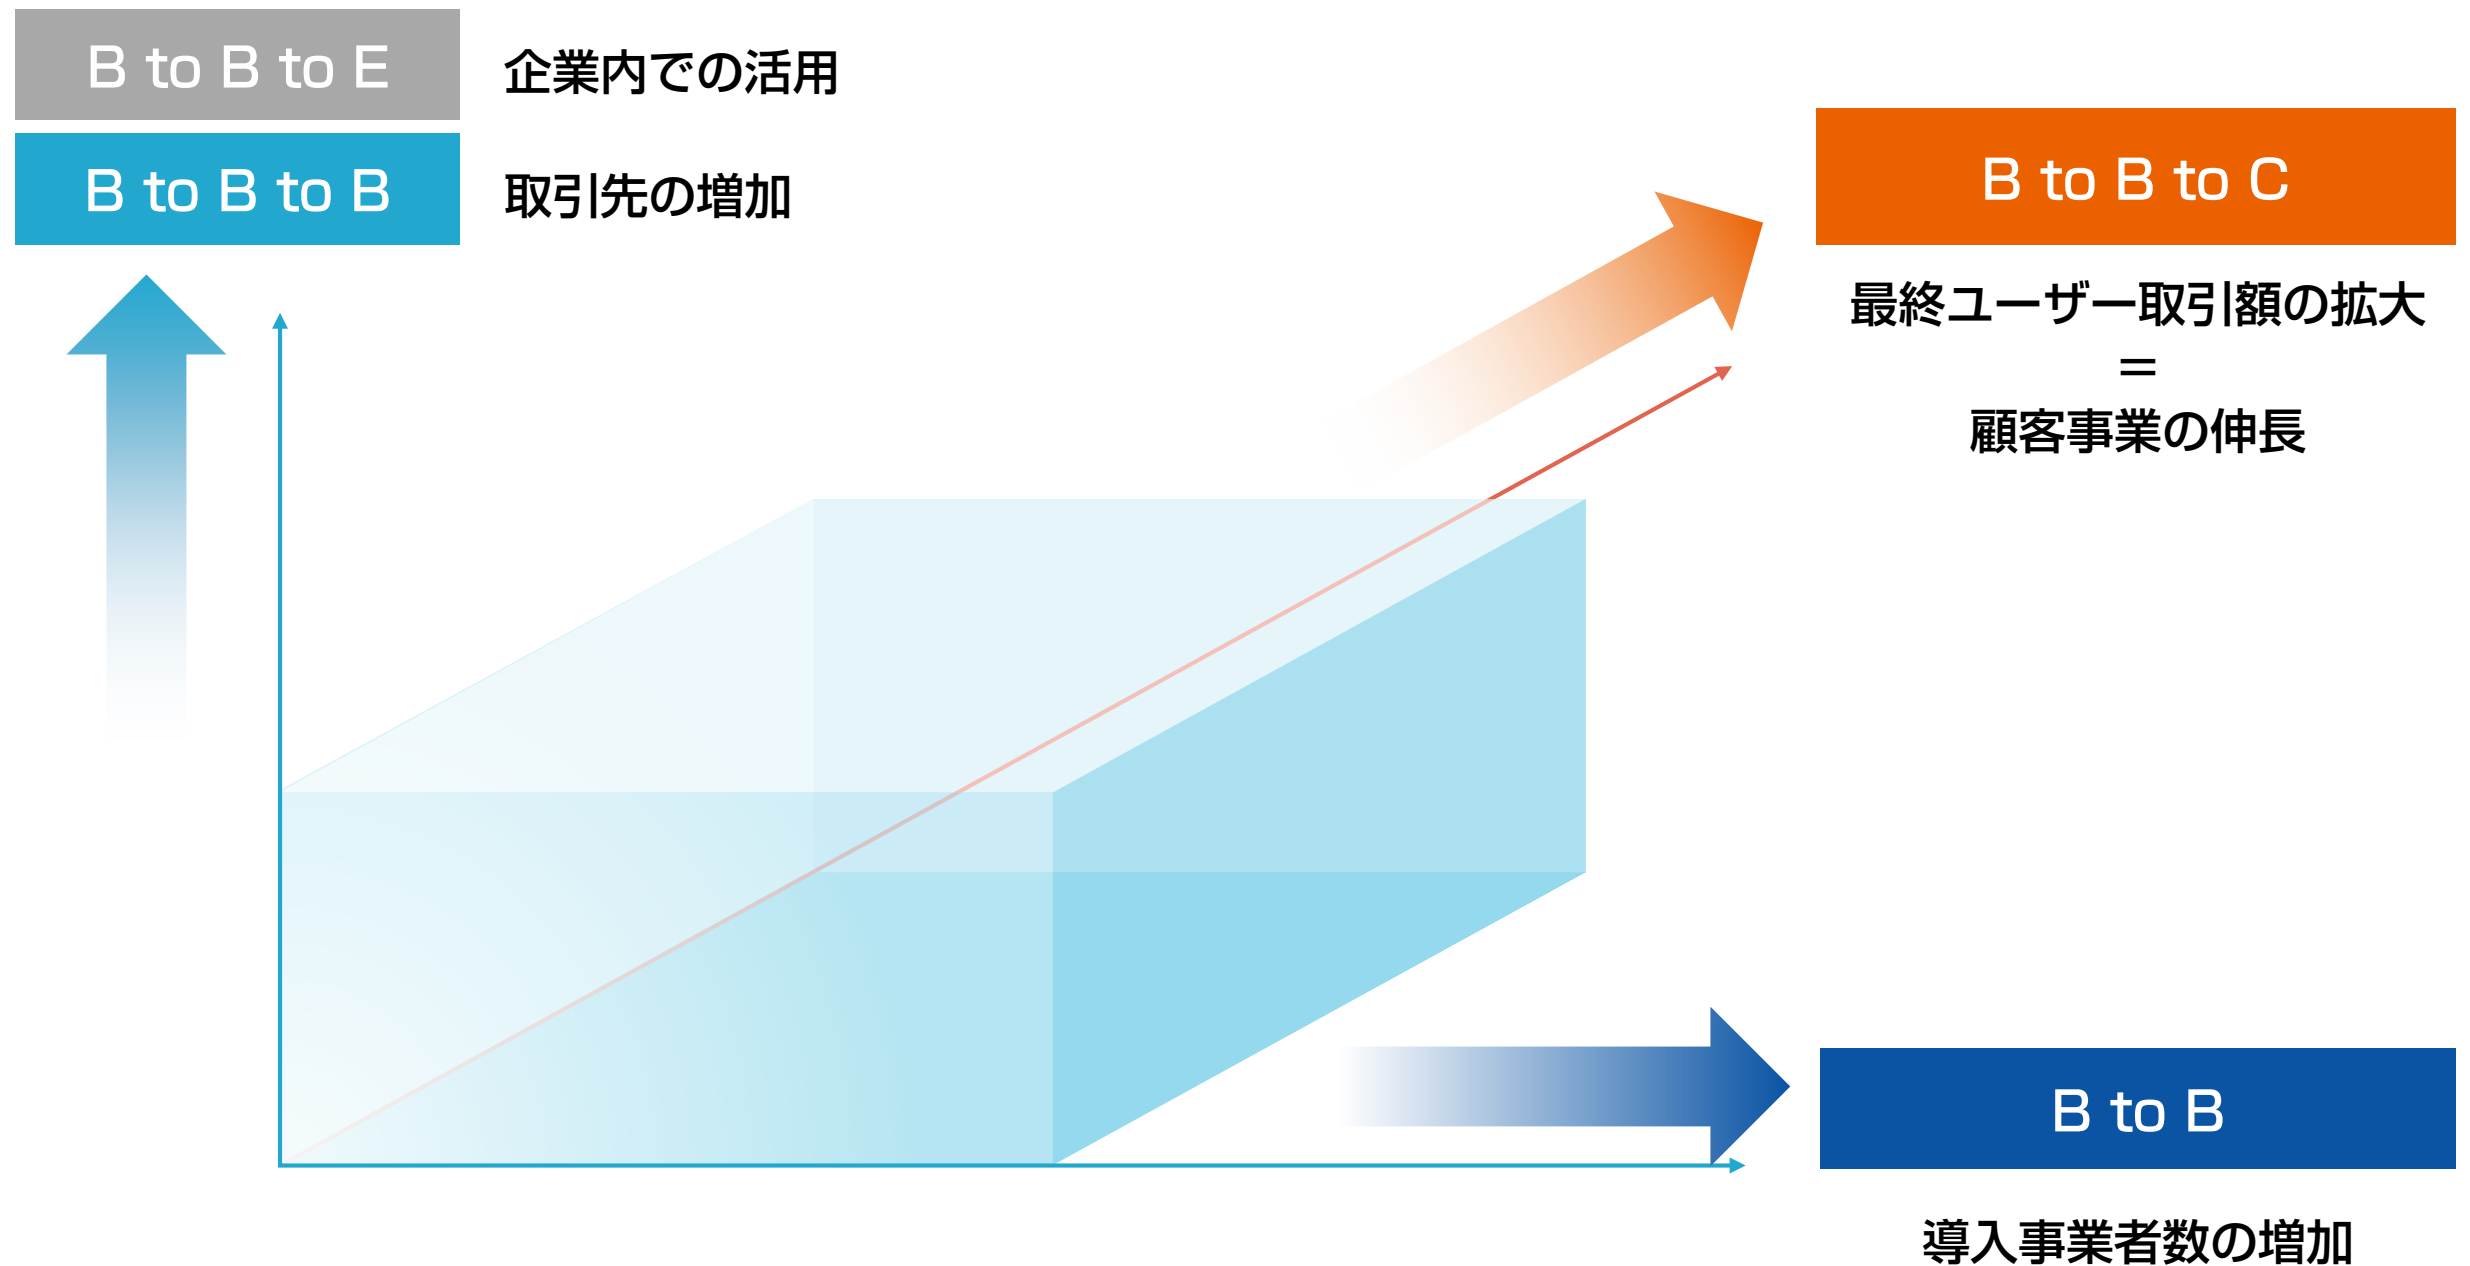 B to B to E
企業内での活用
B to B to B
取引先の増加
B to B to C
最終ユーザー取引額の拡大
＝
顧客事業の伸長
B to B
導入事業者数の増加